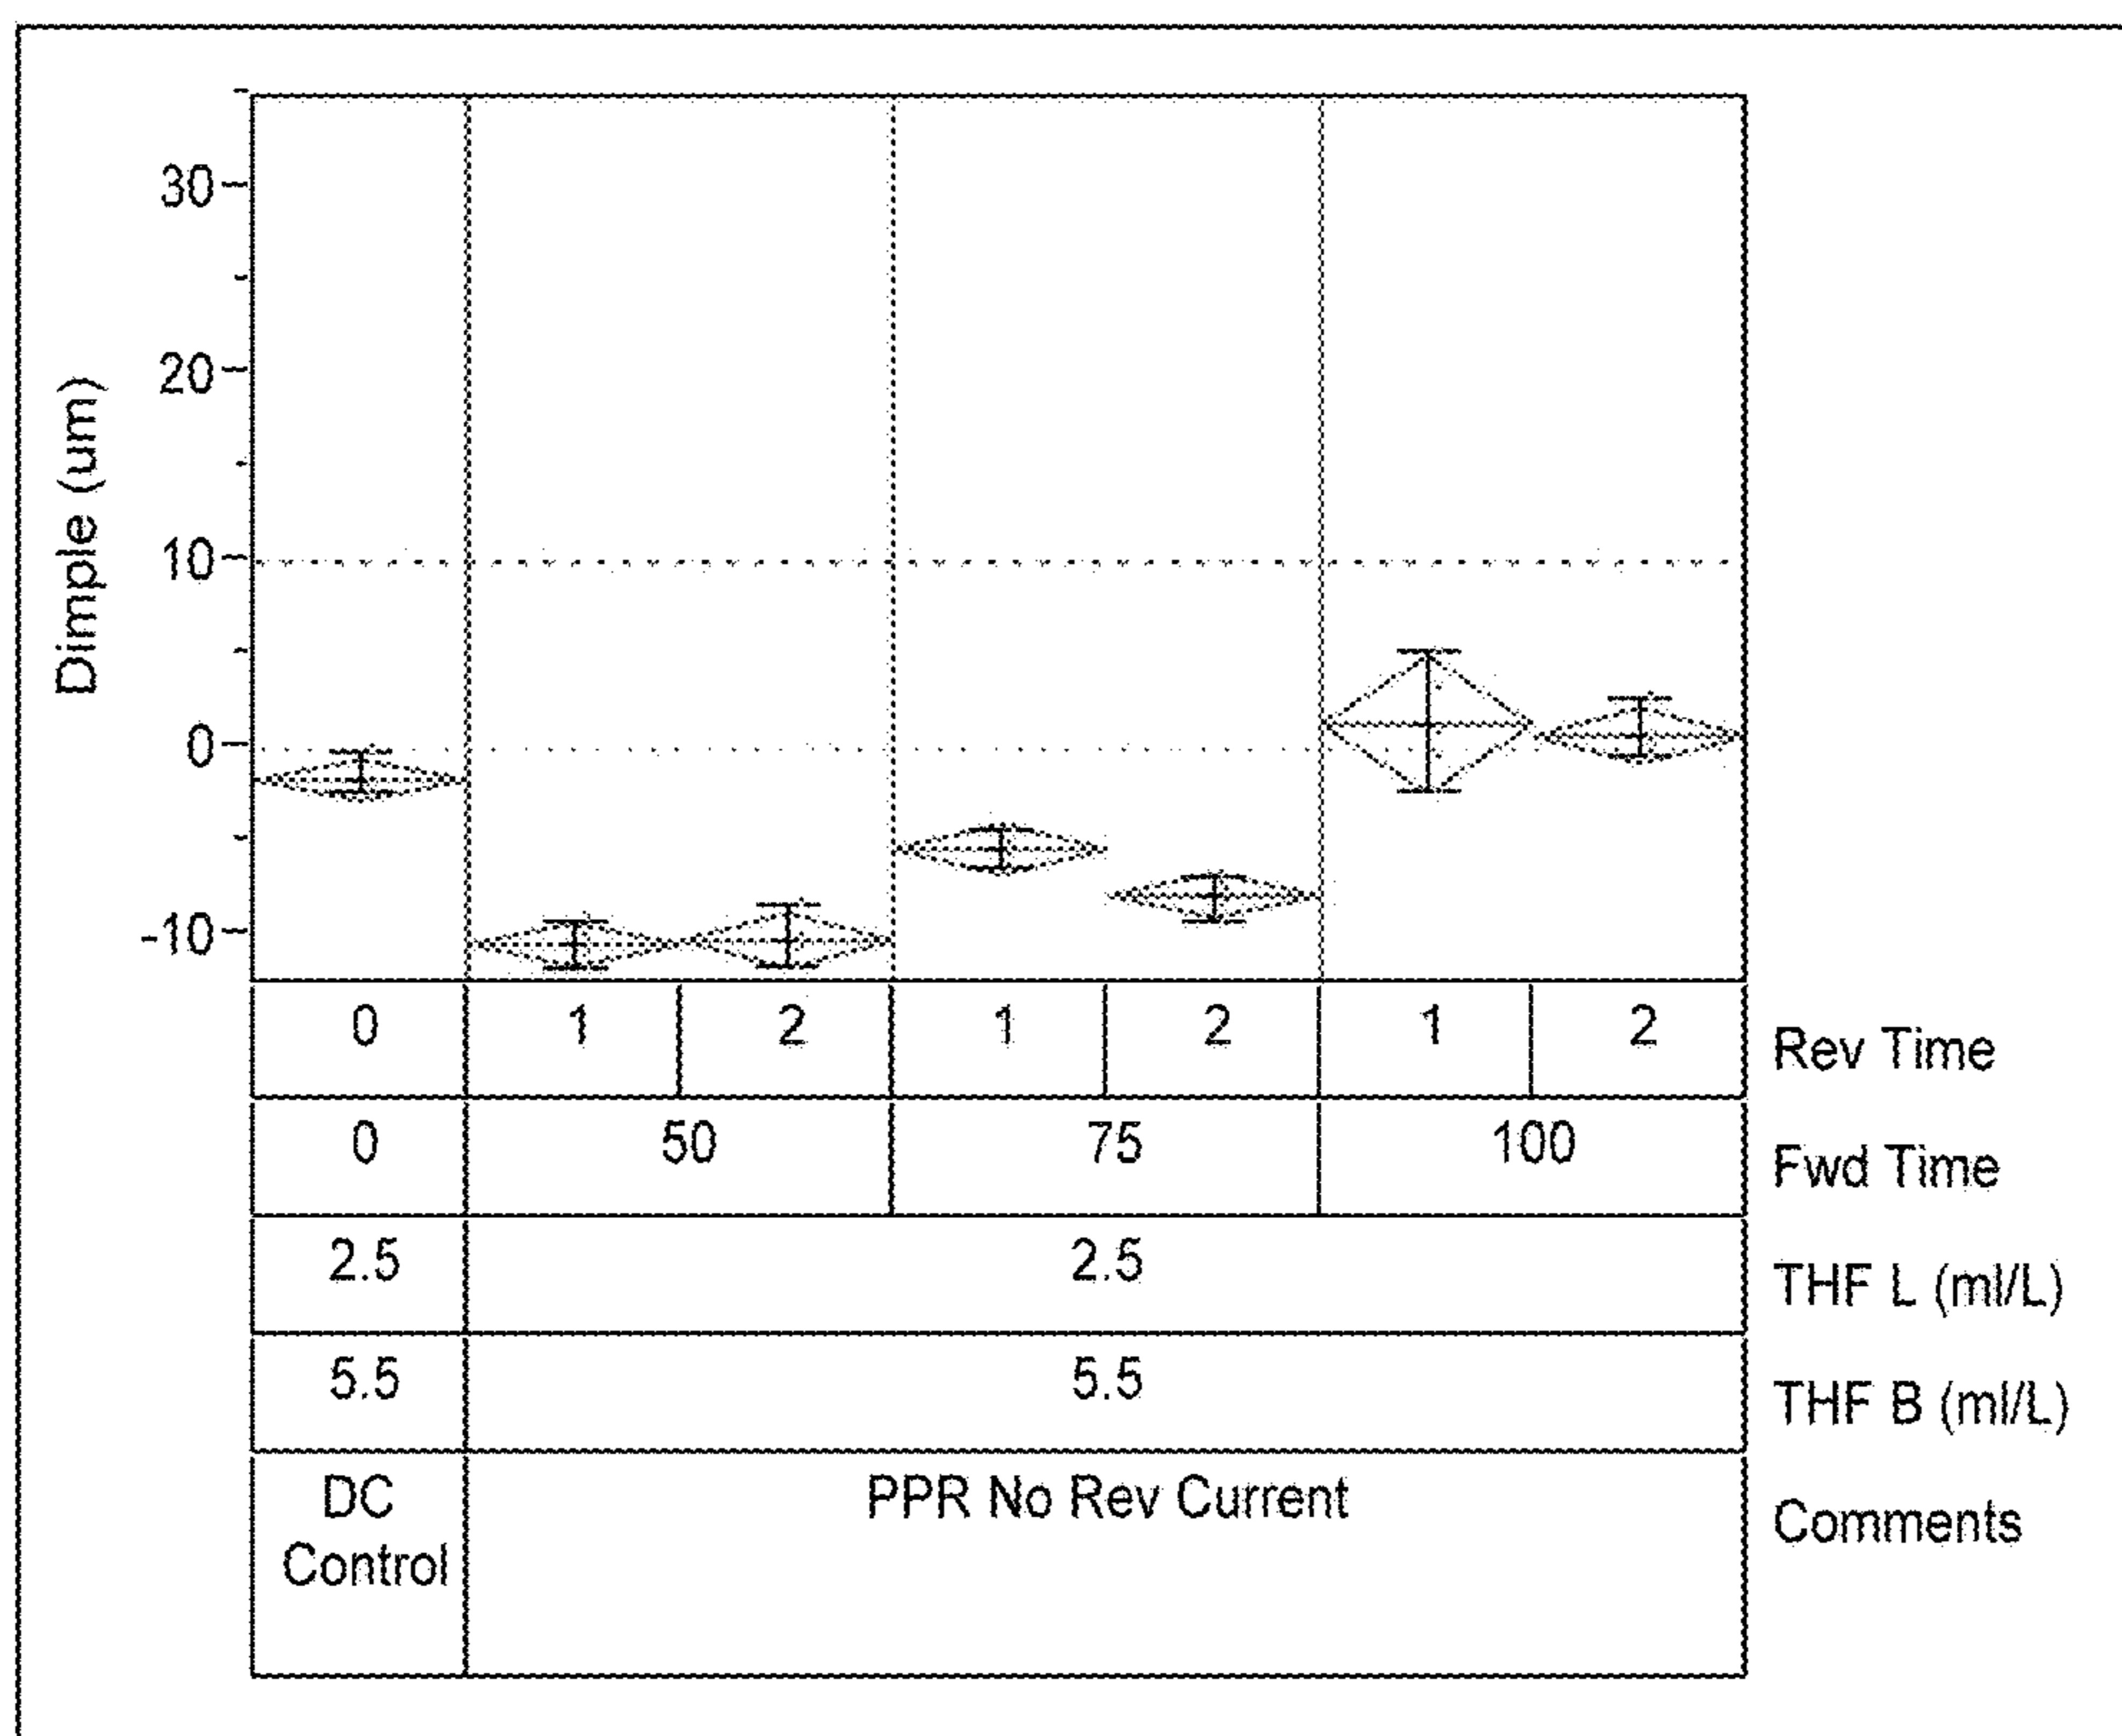 Dimple (um)
30
20
10
0
-10
0 1 2 1 2 1 2 Rev Time
0 50 75 100 Fwd Time
2.5 2.5 THF L (ml/L)
5.5 5.5 THF B (ml/L)
DC PPR No Rev Current Comments
Control